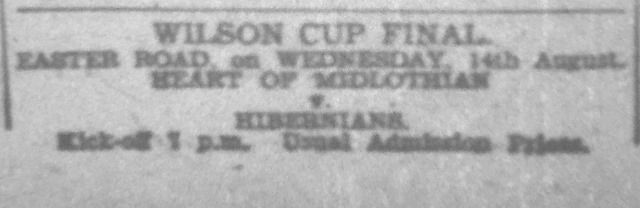 WILSON CUP FINAL.
EASTER ROAD, on WEDNESDAY, 14th August.
HEART OF MIDLOTHIAN
v.
HIBERNIANS.
Kick-off 7 p.m. Usual Admission Prices.